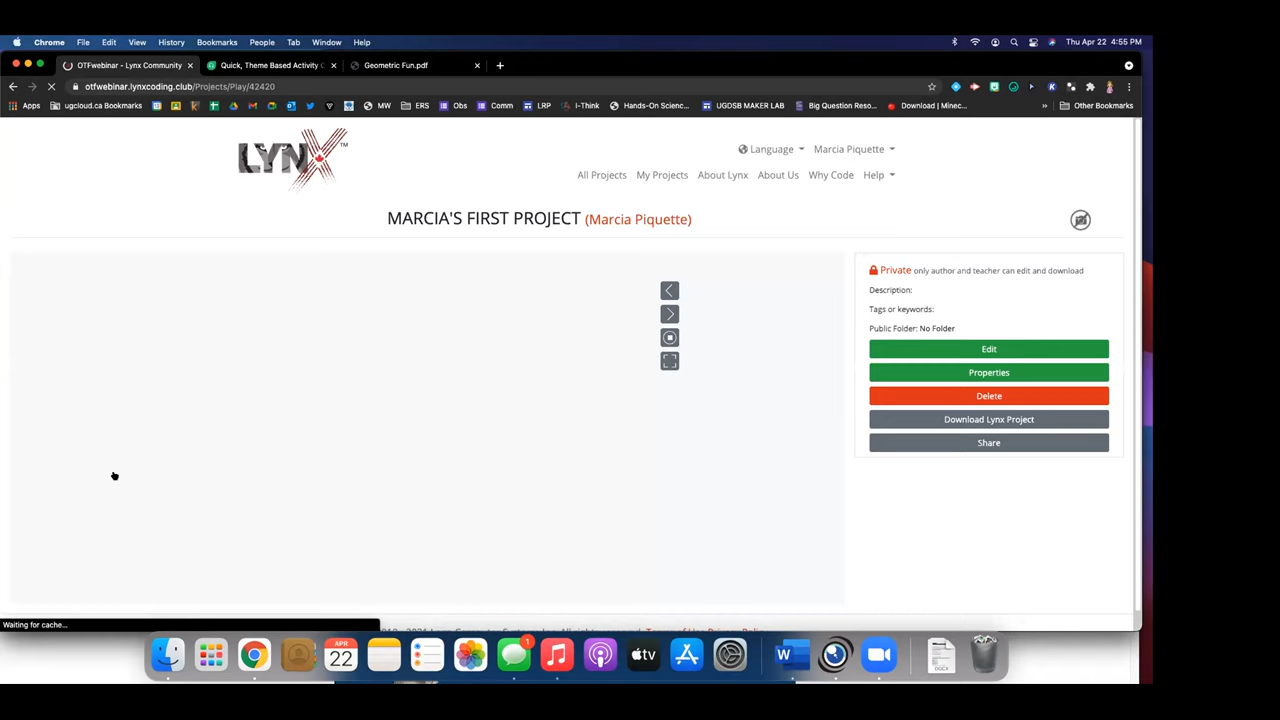 Chrome File Edit View History Bookmarks People Tab Window Help Thu Apr 22 4:55 PM
OTFwebinar - Lynx Community Quick, Theme Based Activity C Geometric Fun.pdf
otfwebinar.lynxcoding.club/Projects/Play/42420
Apps ugcloud.ca Bookmarks MW ERS Obs Comm LRP I-Think Hands-On Scienc... UGDSB MAKER LAB Big Question Reso... Download | Minec... Other Bookmarks
LYNX™
Language Marcia Piquette
All Projects My Projects About Lynx About Us Why Code Help
MARCIA'S FIRST PROJECT (Marcia Piquette)
Private only author and teacher can edit and download
Description:
Tags or keywords:
Public Folder: No Folder
Edit
Properties
Delete
Download Lynx Project
Share
Waiting for cache...
APR
22
1
tv
W
DOCX